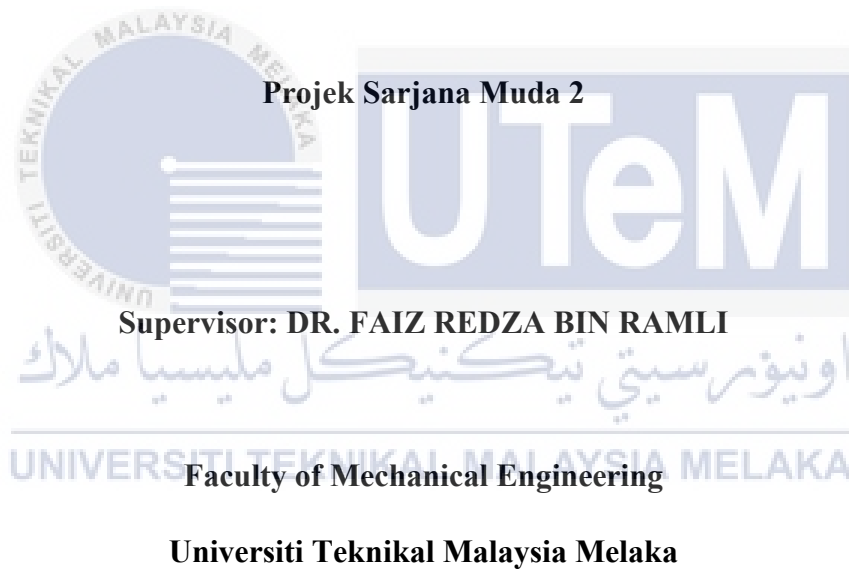 UNIVERSITI TEKNIKAL MALAYSIA MELAKA
Projek Sarjana Muda 2
UTeM
Supervisor: DR. FAIZ REDZA BIN RAMLI
اونيۏرسيتي تيكنيكل مليسيا ملاك
UNIVERSITI TEKNIKAL MALAYSIA MELAKA
Faculty of Mechanical Engineering
Universiti Teknikal Malaysia Melaka